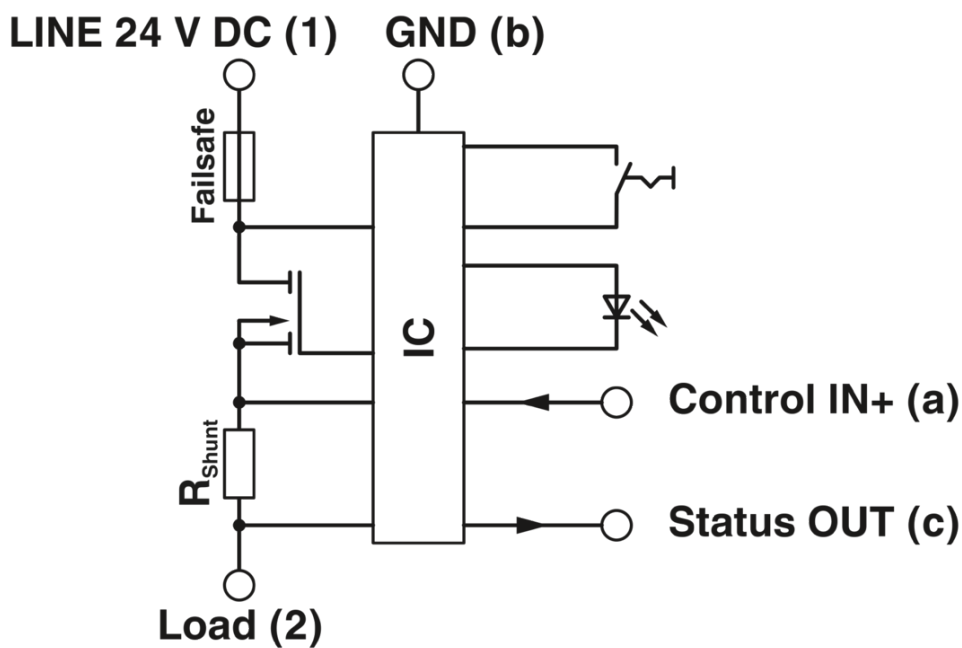 LINE 24 V DC (1)
GND (b)
Failsafe
IC
Control IN+ (a)
RShunt
Status OUT (c)
Load (2)